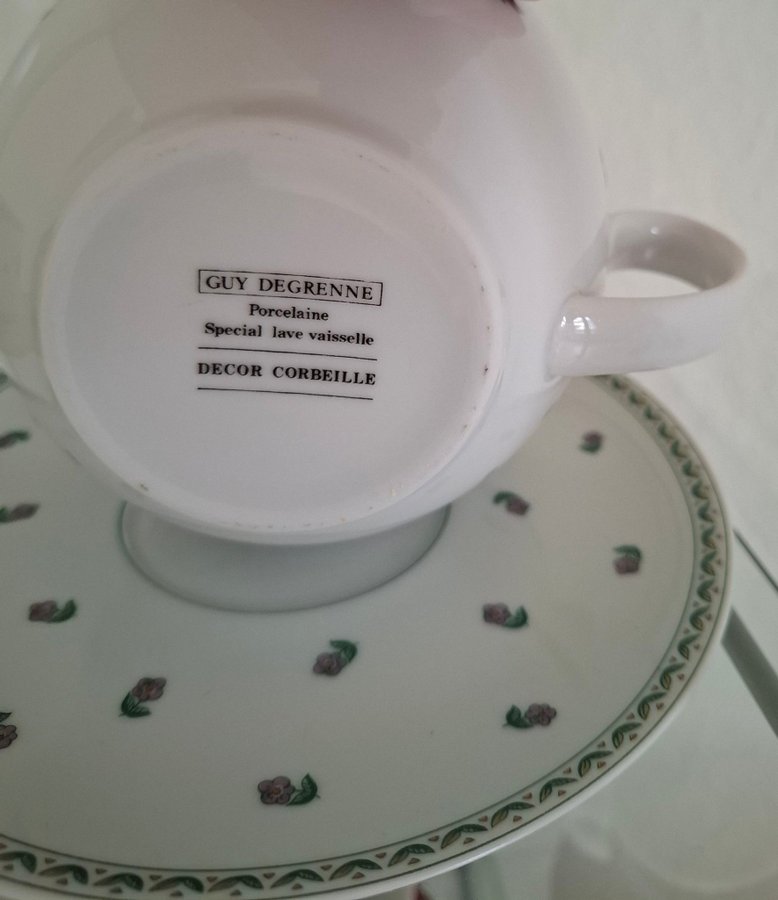 GUY DEGRENNE
Porcelaine
Special lave vaisselle
DECOR CORBEILLE